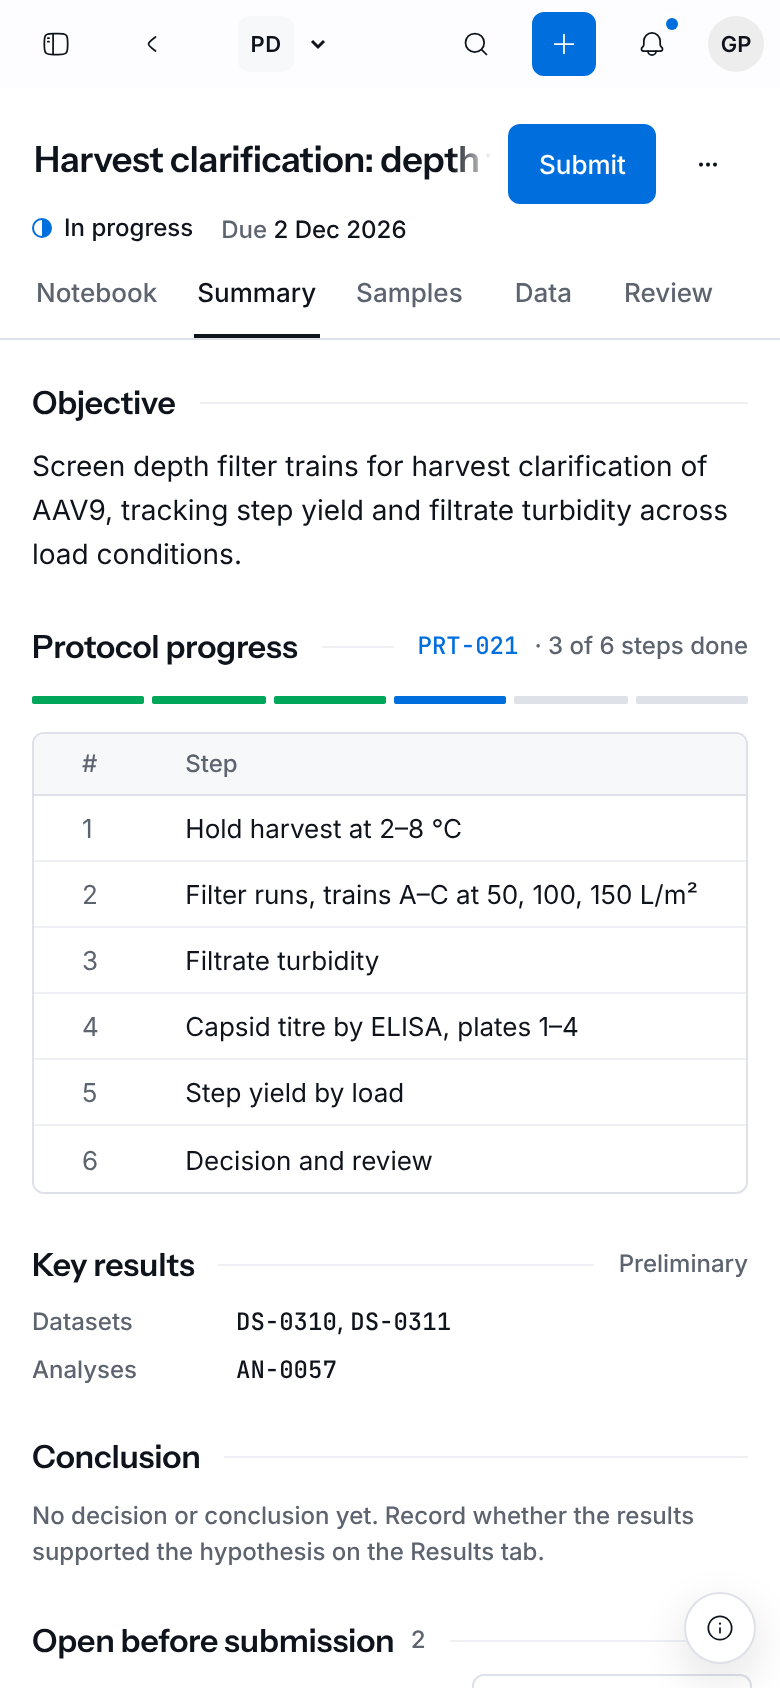 PD
GP
Harvest clarification: depth
Submit
In progress
Due 2 Dec 2026
Notebook
Summary
Samples
Data
Review
Objective
Screen depth filter trains for harvest clarification of
AAV9, tracking step yield and filtrate turbidity across
load conditions.
Protocol progress
PRT-021 · 3 of 6 steps done
# Step
1 Hold harvest at 2–8 °C
2 Filter runs, trains A–C at 50, 100, 150 L/m²
3 Filtrate turbidity
4 Capsid titre by ELISA, plates 1–4
5 Step yield by load
6 Decision and review
Key results
Preliminary
Datasets DS-0310, DS-0311
Analyses AN-0057
Conclusion
No decision or conclusion yet. Record whether the results
supported the hypothesis on the Results tab.
Open before submission 2